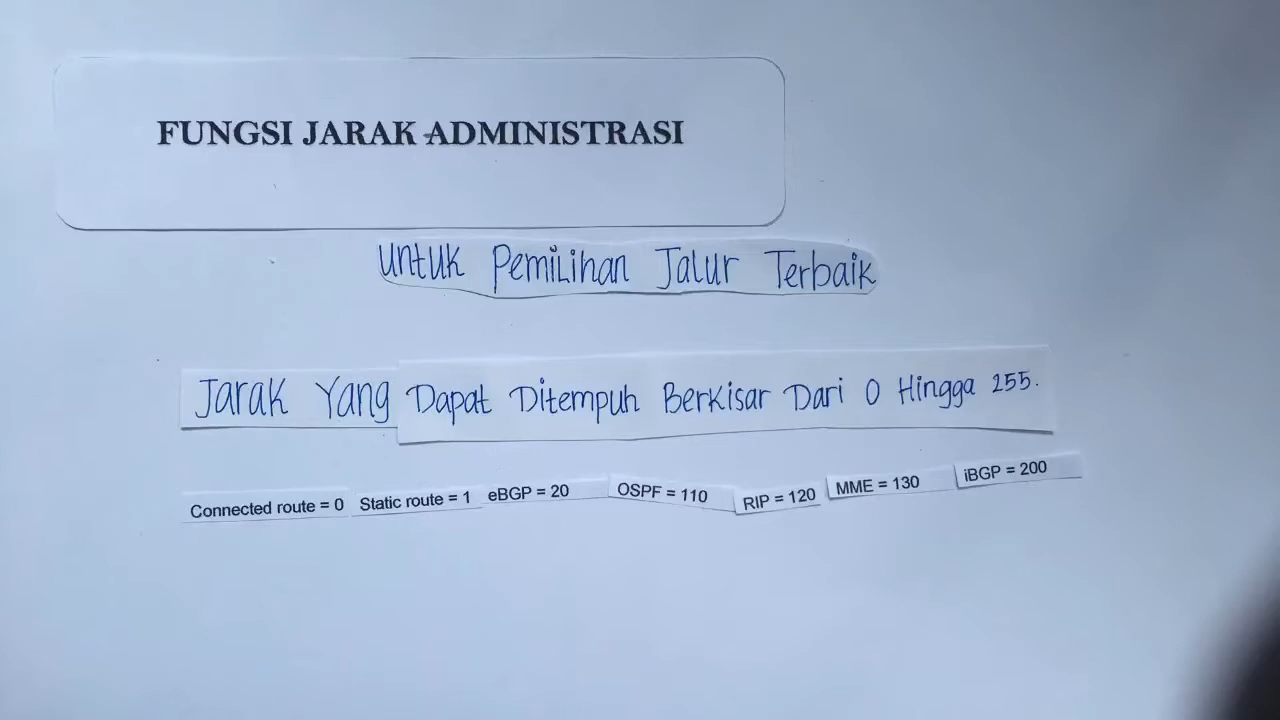 FUNGSI JARAK ADMINISTRASI
untuk Pemilihan Jalur Terbaik
Jarak Yang Dapat Ditempuh Berkisar Dari 0 Hingga 255.
Connected route = 0 Static route = 1 eBGP = 20 OSPF = 110 RIP = 120 MME = 130 iBGP = 200